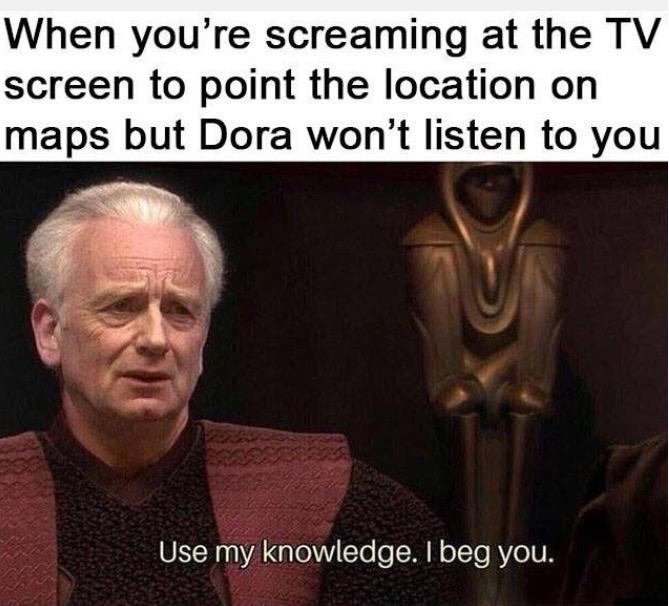 When you’re screaming at the TV
screen to point the location on
maps but Dora won’t listen to you
Use my knowledge. I beg you.